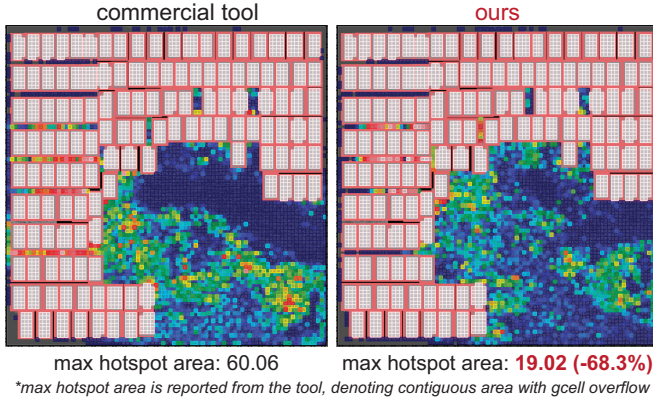 commercial tool
ours
max hotspot area: 60.06
max hotspot area: 19.02 (-68.3%)
*max hotspot area is reported from the tool, denoting contiguous area with gcell overflow